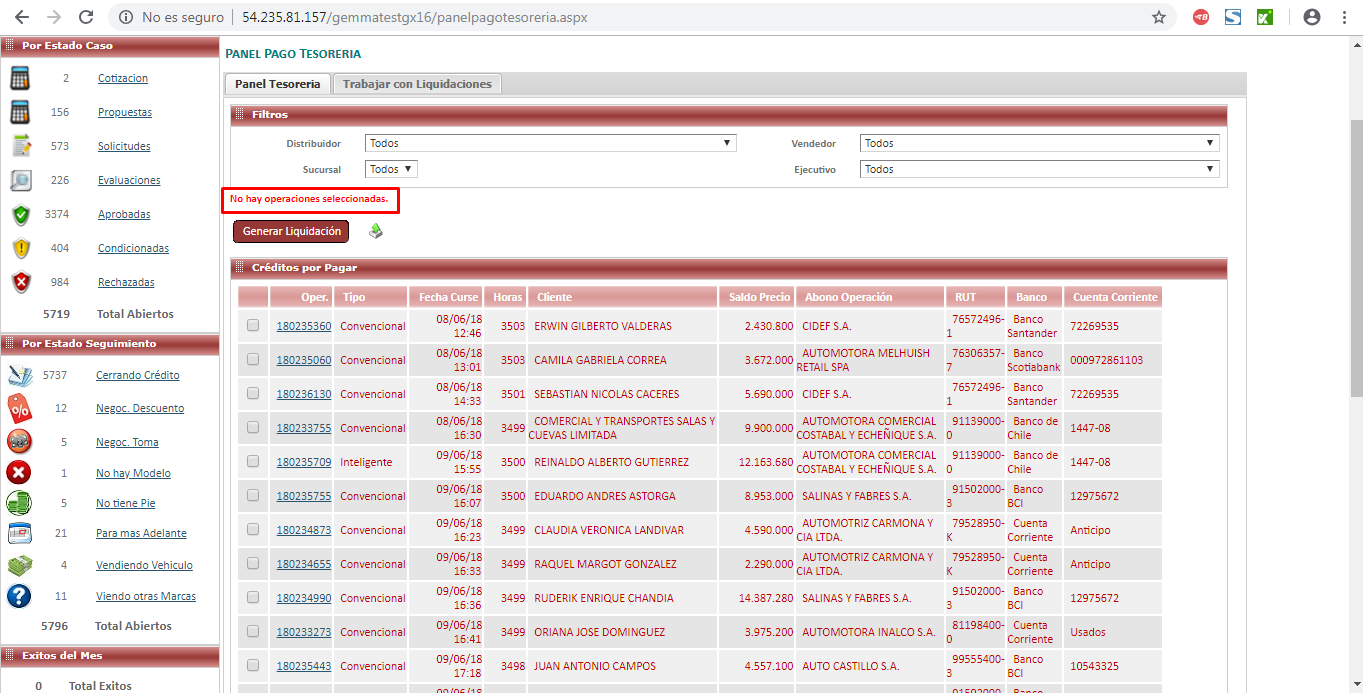 No es seguro | 54.235.81.157/gemmatestgx16/panelpagotesoreria.aspx
Por Estado Caso
2 Cotizacion
156 Propuestas
573 Solicitudes
226 Evaluaciones
3374 Aprobadas
404 Condicionadas
984 Rechazadas
5719 Total Abiertos
Por Estado Seguimiento
5737 Cerrando Crédito
12 Negoc. Descuento
5 Negoc. Toma
1 No hay Modelo
5 No tiene Pie
21 Para mas Adelante
4 Vendiendo Vehiculo
11 Viendo otras Marcas
5796 Total Abiertos
Exitos del Mes
0 Total Exitos
PANEL PAGO TESORERIA
Panel Tesoreria Trabajar con Liquidaciones
Filtros
Distribuidor Todos Vendedor Todos
Sucursal Todos Ejecutivo Todos
No hay operaciones seleccionadas.
Generar Liquidación
Créditos por Pagar
Oper. Tipo Fecha Curse Horas Cliente Saldo Precio Abono Operación RUT Banco Cuenta Corriente
180235360 Convencional 08/06/18 12:46 3503 ERWIN GILBERTO VALDERAS 2.430.800 CIDEF S.A. 76572496-1 Banco Santander 72269535
180235060 Convencional 08/06/18 13:01 3503 CAMILA GABRIELA CORREA 3.672.000 AUTOMOTORA MELHUISH RETAIL SPA 76306357-7 Banco Scotiabank 000972861103
180236130 Convencional 08/06/18 14:33 3501 SEBASTIAN NICOLAS CACERES 5.690.000 CIDEF S.A. 76572496-1 Banco Santander 72269535
180233755 Convencional 08/06/18 16:30 3499 COMERCIAL Y TRANSPORTES SALAS Y CUEVAS LIMITADA 9.900.000 AUTOMOTORA COMERCIAL COSTABAL Y ECHEÑIQUE S.A. 91139000-0 Banco de Chile 1447-08
180235709 Inteligente 09/06/18 15:55 3500 REINALDO ALBERTO GUTIERREZ 12.163.680 AUTOMOTORA COMERCIAL COSTABAL Y ECHEÑIQUE S.A. 91139000-0 Banco de Chile 1447-08
180235755 Convencional 09/06/18 16:07 3500 EDUARDO ANDRES ASTORGA 8.953.000 SALINAS Y FABRES S.A. 91502000-3 Banco BCI 12975672
180234873 Convencional 09/06/18 16:23 3499 CLAUDIA VERONICA LANDIVAR 4.590.000 AUTOMOTRIZ CARMONA Y CIA LTDA. 79528950-K Cuenta Corriente Anticipo
180234655 Convencional 09/06/18 16:33 3499 RAQUEL MARGOT GONZALEZ 2.290.000 AUTOMOTRIZ CARMONA Y CIA LTDA. 79528950-K Cuenta Corriente Anticipo
180234990 Convencional 09/06/18 16:36 3499 RUDERIK ENRIQUE CHANDIA 14.387.280 SALINAS Y FABRES S.A. 91502000-3 Banco BCI 12975672
180233273 Convencional 09/06/18 16:41 3499 ORIANA JOSE DOMINGUEZ 3.975.200 AUTOMOTORA INALCO S.A. 81198400-0 Cuenta Corriente Usados
180235443 Convencional 09/06/18 17:18 3498 JUAN ANTONIO CAMPOS 4.557.100 AUTO CASTILLO S.A. 99555400-3 Banco BCI 10543325